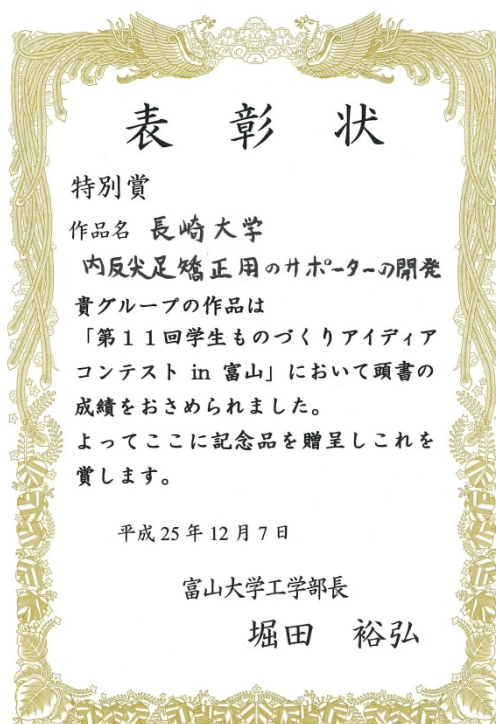 表 彰 状
特別賞
作品名 長崎大学
内反尖足矯正用のサポーターの開発
貴グループの作品は
「第11回学生ものづくりアイディア
コンテスト in 富山」において頭書の
成績をおさめられました。
よってここに記念品を贈呈しこれを
賞します。
平成25年12月7日
富山大学工学部長
堀田 裕弘